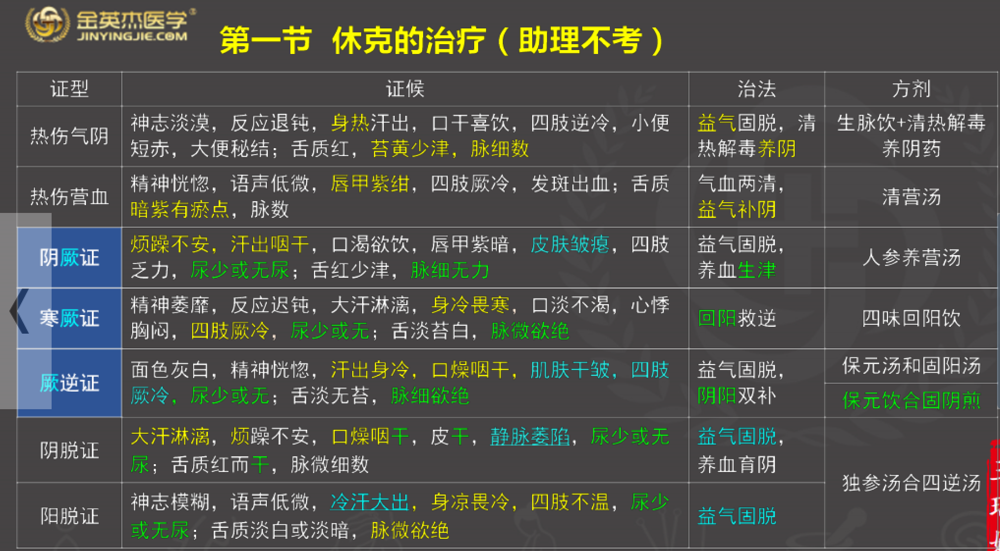 金英杰医学®
JINYINGJIE.COM
第一节 休克的治疗（助理不考）
证型 证候 治法 方剂
热伤气阴
神志淡漠，反应退钝，身热汗出，口干喜饮，四肢逆冷，小便
短赤，大便秘结；舌质红，苔黄少津，脉细数
益气固脱，清
热解毒养阴
生脉饮+清热解毒
养阴药
热伤营血
精神恍惚，语声低微，唇甲紫绀，四肢厥冷，发斑出血；舌质
暗紫有瘀点，脉数
气血两清，
益气补阴
清营汤
阴厥证
烦躁不安，汗出咽干，口渴欲饮，唇甲紫暗，皮肤皱瘪，四肢
乏力，尿少或无尿；舌红少津，脉细无力
益气固脱，
养血生津
人参养营汤
寒厥证
精神萎靡，反应迟钝，大汗淋漓，身冷畏寒，口淡不渴，心悸
胸闷，四肢厥冷，尿少或无；舌淡苔白，脉微欲绝
回阳救逆
四味回阳饮
厥逆证
面色灰白，精神恍惚，汗出身冷，口燥咽干，肌肤干皱，四肢
厥冷，尿少或无；舌淡无苔，脉细欲绝
益气固脱，
阴阳双补
保元汤和固阳汤
保元饮合固阴煎
阴脱证
大汗淋漓，烦躁不安，口燥咽干，皮干，静脉萎陷，尿少或无
尿；舌质红而干，脉微细数
益气固脱，
养血育阴
独参汤合四逆汤
阳脱证
神志模糊，语声低微，冷汗大出，身凉畏冷，四肢不温，尿少
或无尿；舌质淡白或淡暗，脉微欲绝
益气固脱